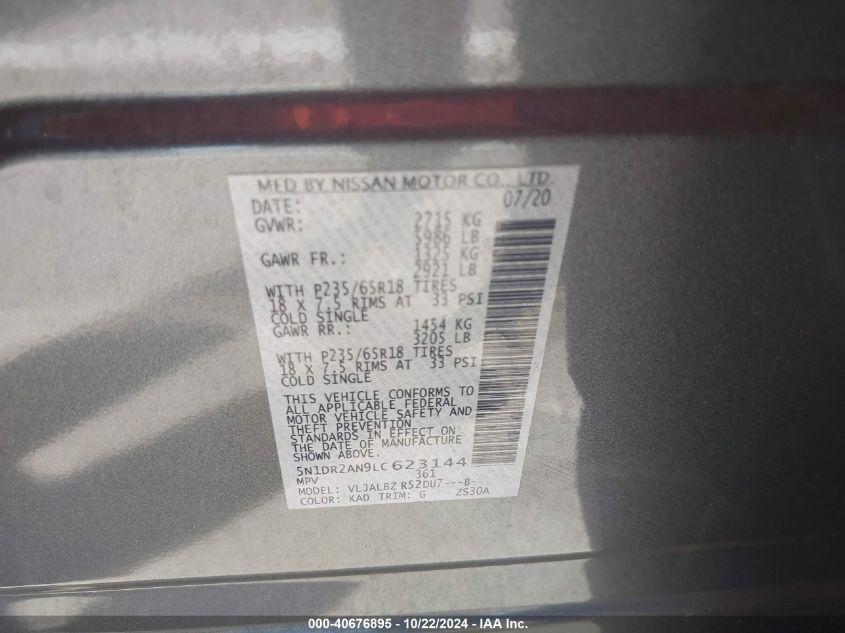 MFD BY NISSAN MOTOR CO., LTD.
DATE: 07/20
GVWR: 2715 KG
5986 LB
GAWR FR.: 1325 KG
2921 LB
WITH P235/65R18 TIRES
18 X 7.5 RIMS AT 33 PSI
COLD SINGLE
GAWR RR.: 1454 KG
3205 LB
WITH P235/65R18 TIRES
18 X 7.5 RIMS AT 33 PSI
COLD SINGLE
THIS VEHICLE CONFORMS TO
ALL APPLICABLE FEDERAL
MOTOR VEHICLE SAFETY AND
THEFT PREVENTION
STANDARDS IN EFFECT ON
THE DATE OF MANUFACTURE
SHOWN ABOVE.
5N1DR2AN9LC623144
MPV 361
MODEL: VLJALBZ R52DU7---B-
COLOR: KAD TRIM: G ZS30A
000-40676895 - 10/22/2024 - IAA Inc.